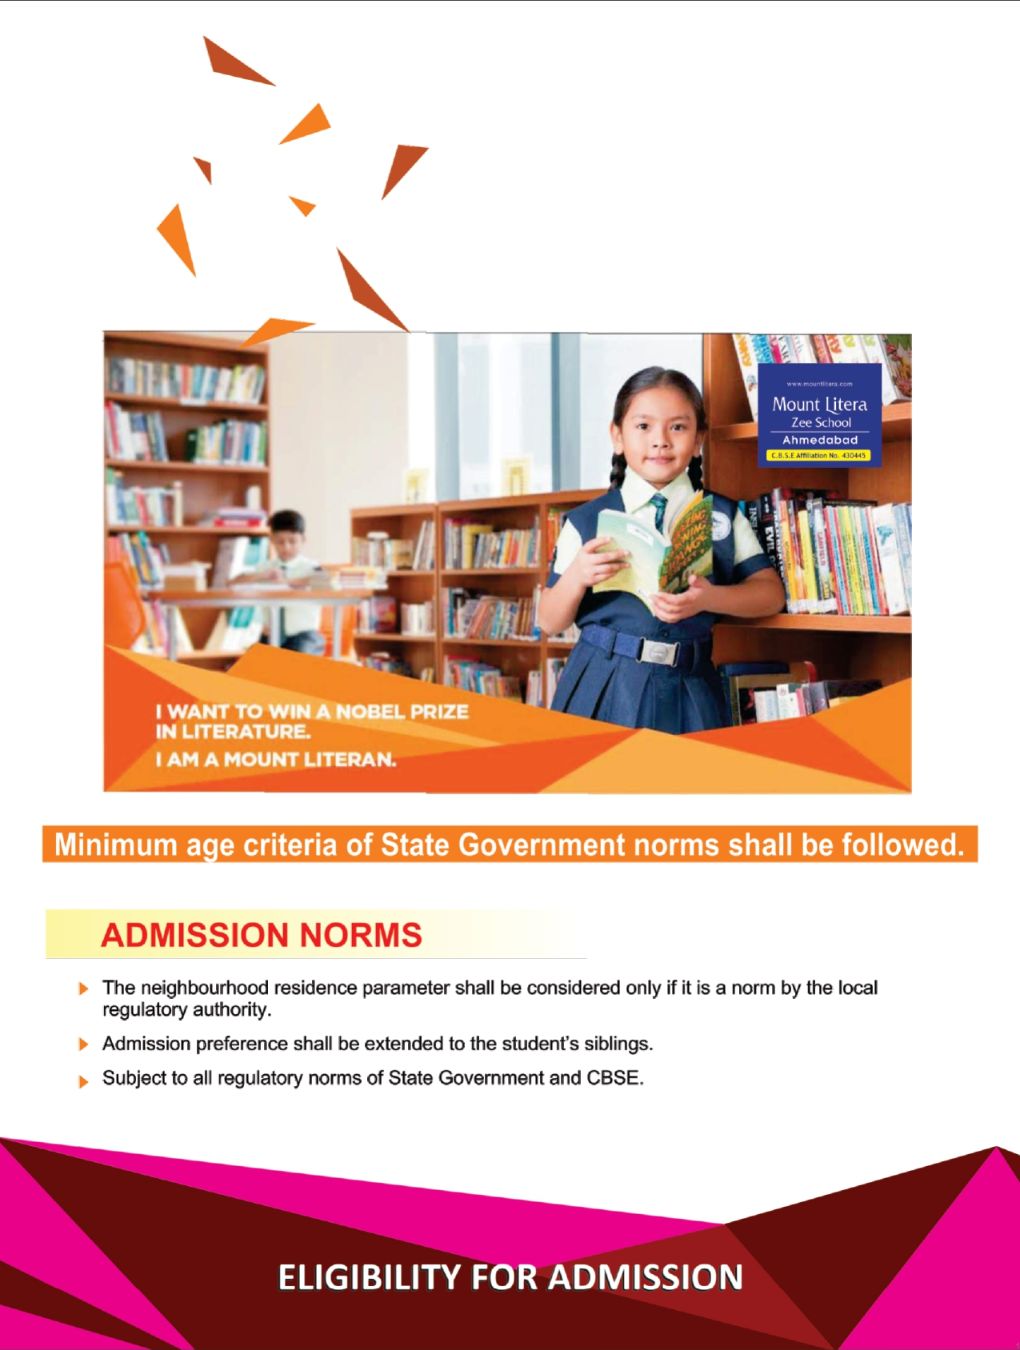 www.mountlitera.com
Mount Litera
Zee School
Ahmedabad
C.B.S.E Affiliation No. 430445
I WANT TO WIN A NOBEL PRIZE
IN LITERATURE.
I AM A MOUNT LITERAN.
Minimum age criteria of State Government norms shall be followed.
ADMISSION NORMS
The neighbourhood residence parameter shall be considered only if it is a norm by the local
regulatory authority.
Admission preference shall be extended to the student's siblings.
Subject to all regulatory norms of State Government and CBSE.
ELIGIBILITY FOR ADMISSION